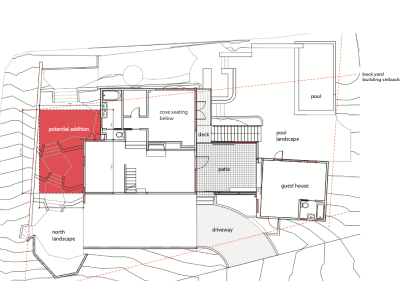 back yard
building setback
pool
potential addition
cove seating
below
deck
pool
landscape
patio
guest house
north
landscape
driveway